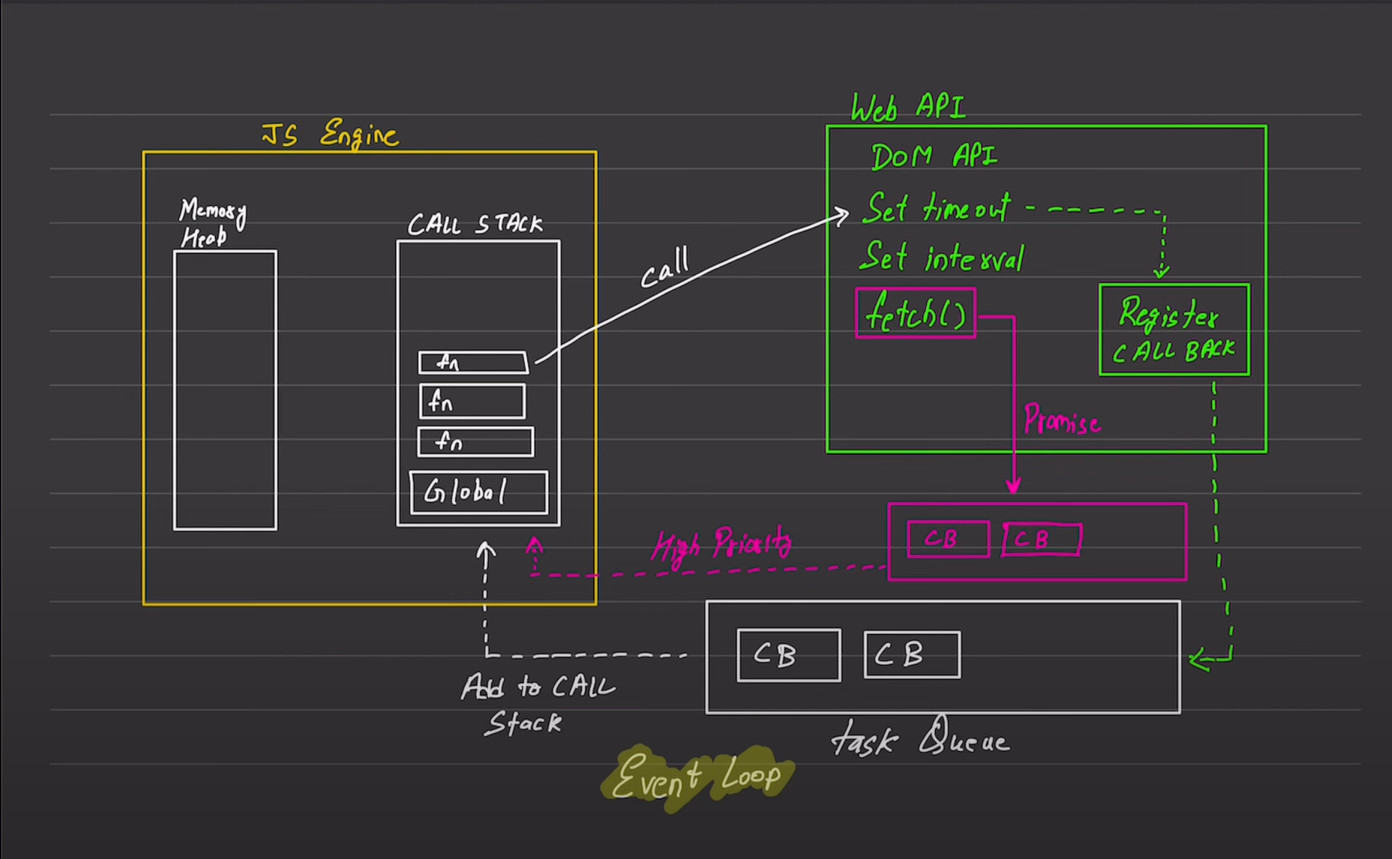 JS Engine
Memory
Heap
CALL STACK
fn
fn
fn
Global
call
Web API
DOM API
Set timeout
Set interval
fetch()
Register
CALL BACK
Promise
High Priority
CB
CB
CB
CB
Add to CALL
Stack
task Queue
Event Loop